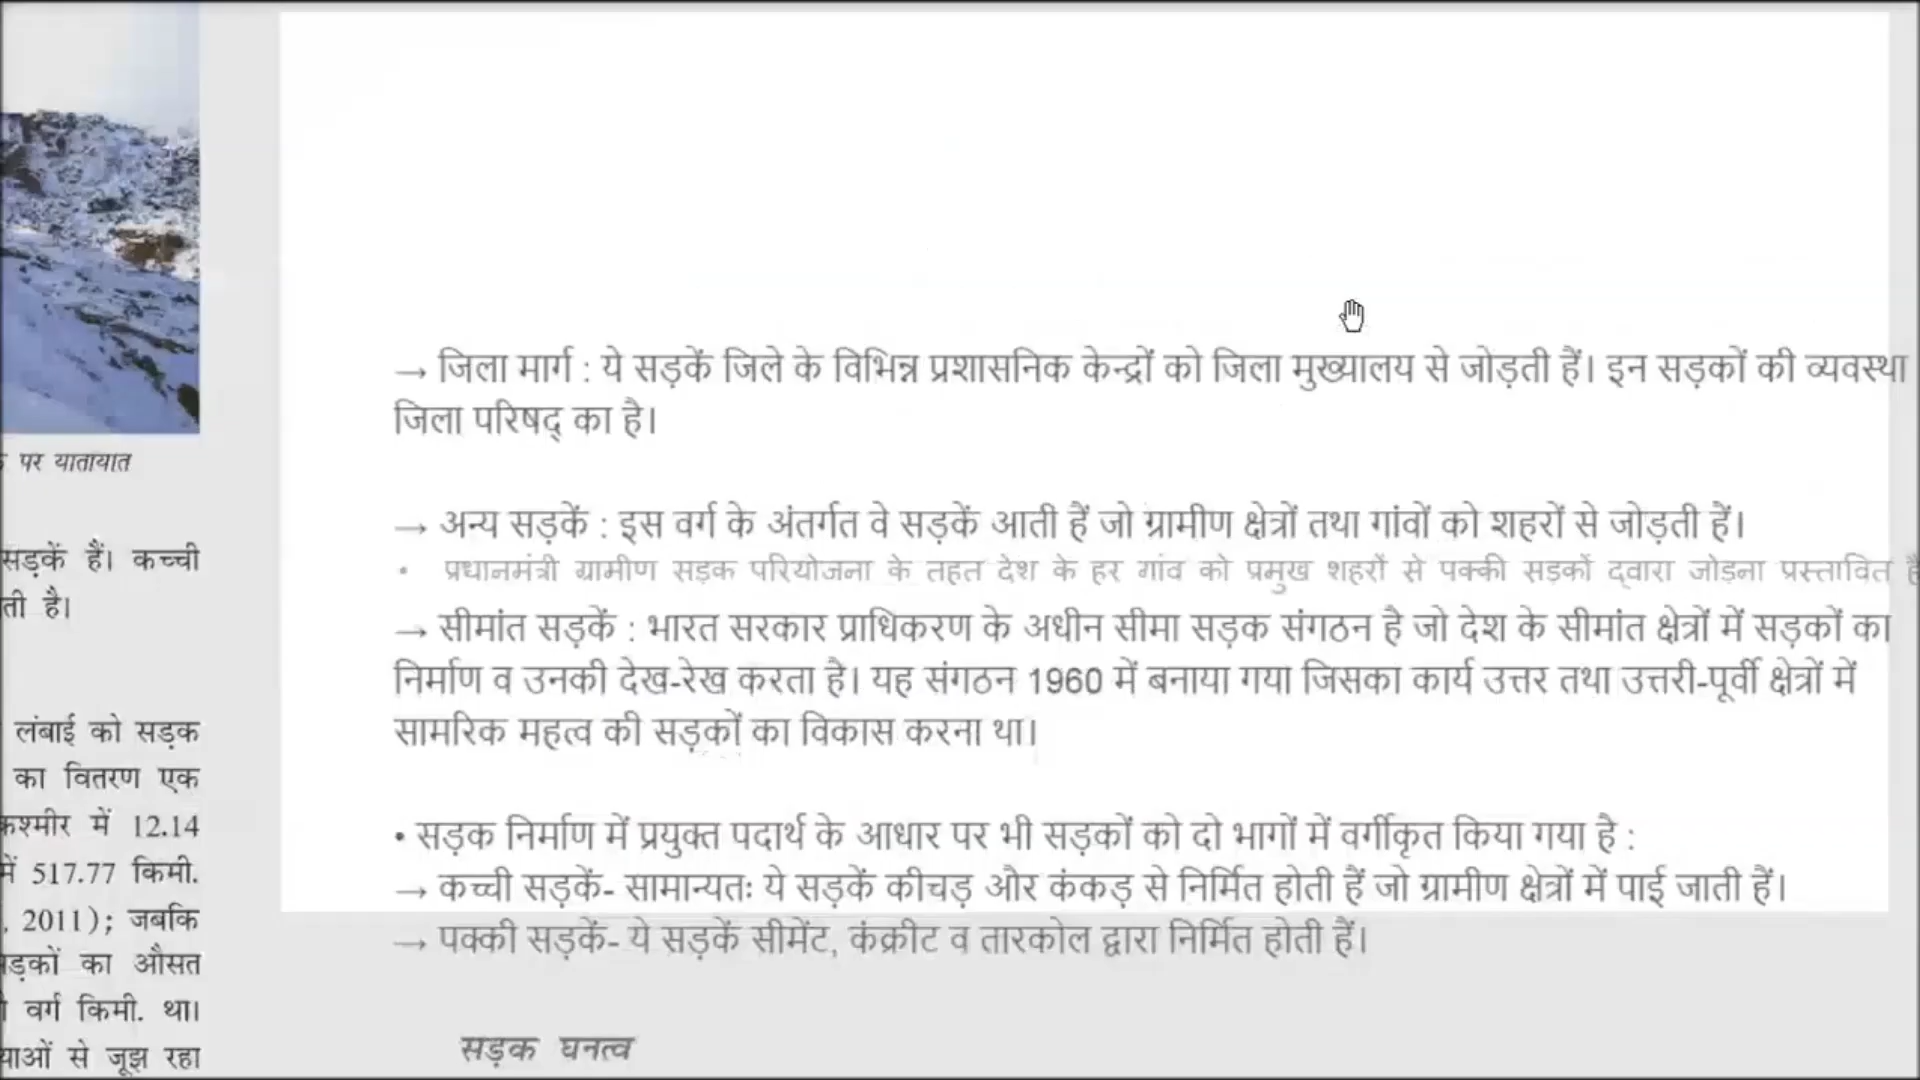 पर यातायात
सड़कें हैं। कच्ची
ती है।
लंबाई को सड़क
का वितरण एक
कश्मीर में 12.14
में 517.77 किमी.
, 2011); जबकि
सड़कों का औसत
वर्ग किमी. था।
याओं से जूझ रहा
→ जिला मार्ग : ये सड़कें जिले के विभिन्न प्रशासनिक केन्द्रों को जिला मुख्यालय से जोड़ती हैं। इन सड़कों की व्यवस्था
जिला परिषद् का है।
→ अन्य सड़कें : इस वर्ग के अंतर्गत वे सड़कें आती हैं जो ग्रामीण क्षेत्रों तथा गांवों को शहरों से जोड़ती हैं।
• प्रधानमंत्री ग्रामीण सड़क परियोजना के तहत देश के हर गांव को प्रमुख शहरों से पक्की सड़कों द्वारा जोड़ना प्रस्तावित है
→ सीमांत सड़कें : भारत सरकार प्राधिकरण के अधीन सीमा सड़क संगठन है जो देश के सीमांत क्षेत्रों में सड़कों का
निर्माण व उनकी देख-रेख करता है। यह संगठन 1960 में बनाया गया जिसका कार्य उत्तर तथा उत्तरी-पूर्वी क्षेत्रों में
सामरिक महत्व की सड़कों का विकास करना था।
• सड़क निर्माण में प्रयुक्त पदार्थ के आधार पर भी सड़कों को दो भागों में वर्गीकृत किया गया है :
→ कच्ची सड़कें- सामान्यतः ये सड़कें कीचड़ और कंकड़ से निर्मित होती हैं जो ग्रामीण क्षेत्रों में पाई जाती हैं।
→ पक्की सड़कें- ये सड़कें सीमेंट, कंक्रीट व तारकोल द्वारा निर्मित होती हैं।
सड़क घनत्व